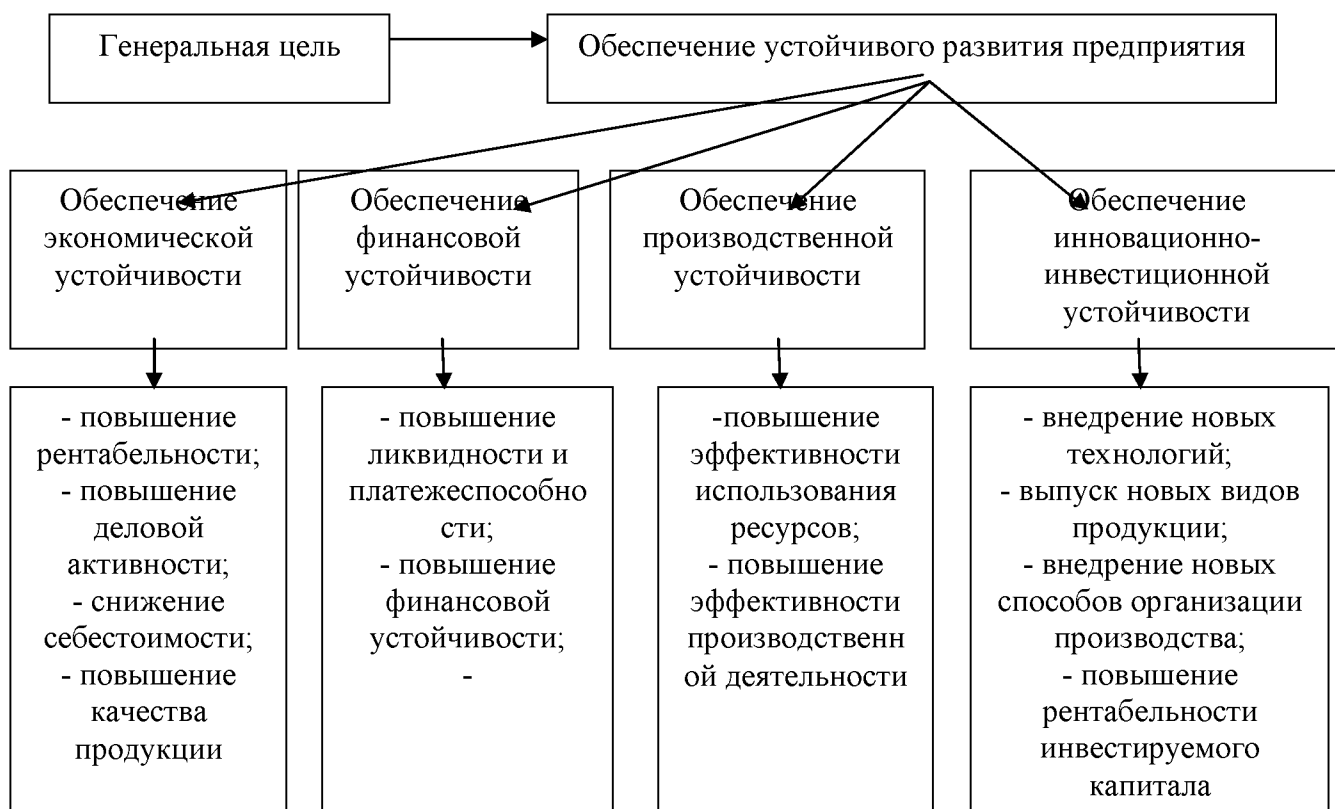 Генеральная цель
Обеспечение устойчивого развития предприятия
Обеспечение
экономической
устойчивости
Обеспечение
финансовой
устойчивости
Обеспечение
производственной
устойчивости
Обеспечение
инновационно-
инвестиционной
устойчивости
- повышение
рентабельности;
- повышение
деловой
активности;
- снижение
себестоимости;
- повышение
качества
продукции
- повышение
ликвидности и
платежеспособно
сти;
- повышение
финансовой
устойчивости;
-
-повышение
эффективности
использования
ресурсов;
- повышение
эффективности
производственн
ой деятельности
- внедрение новых
технологий;
- выпуск новых видов
продукции;
- внедрение новых
способов организации
производства;
- повышение
рентабельности
инвестируемого
капитала